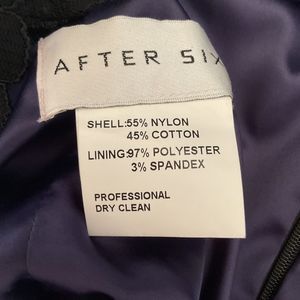 AFTER SIX
SHELL:55% NYLON
45% COTTON
LINING:97% POLYESTER
3% SPANDEX
PROFESSIONAL
DRY CLEAN